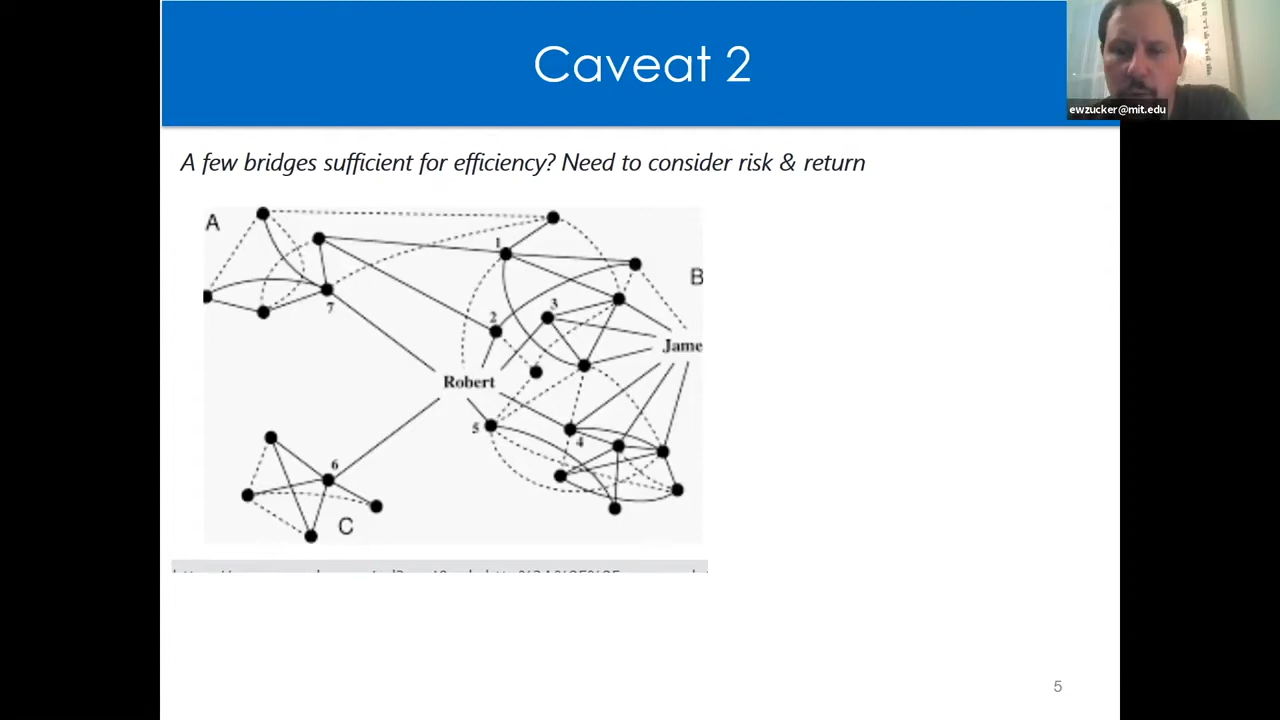 Caveat 2
ewzucker@mit.edu
A few bridges sufficient for efficiency? Need to consider risk & return
A
1
B
7
2
3
Jame
Robert
5
4
6
C
5